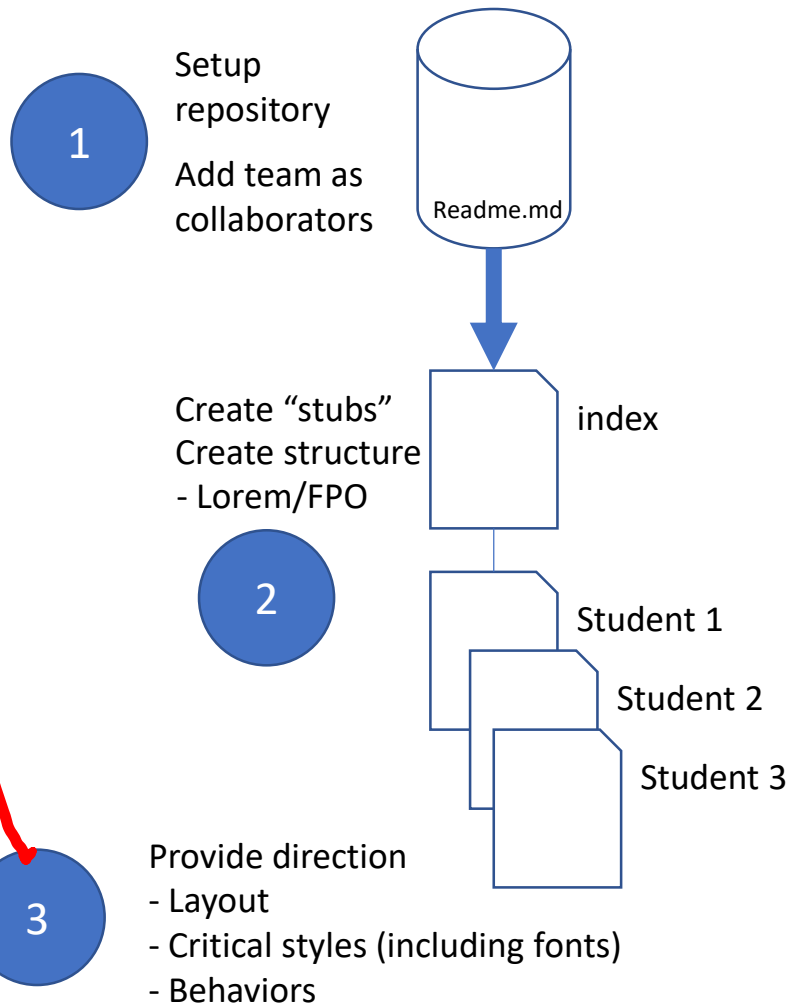 1
Setup
repository
Add team as
collaborators
Readme.md
Create “stubs”
Create structure
- Lorem/FPO
index
2
Student 1
Student 2
Student 3
3
Provide direction
- Layout
- Critical styles (including fonts)
- Behaviors